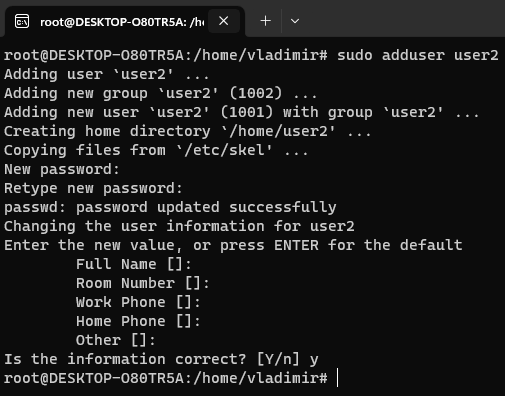 root@DESKTOP-O80TR5A: /h
root@DESKTOP-O80TR5A:/home/vladimir# sudo adduser user2
Adding user `user2' ...
Adding new group `user2' (1002) ...
Adding new user `user2' (1001) with group `user2' ...
Creating home directory `/home/user2' ...
Copying files from `/etc/skel' ...
New password:
Retype new password:
passwd: password updated successfully
Changing the user information for user2
Enter the new value, or press ENTER for the default
Full Name []:
Room Number []:
Work Phone []:
Home Phone []:
Other []:
Is the information correct? [Y/n] y
root@DESKTOP-O80TR5A:/home/vladimir#